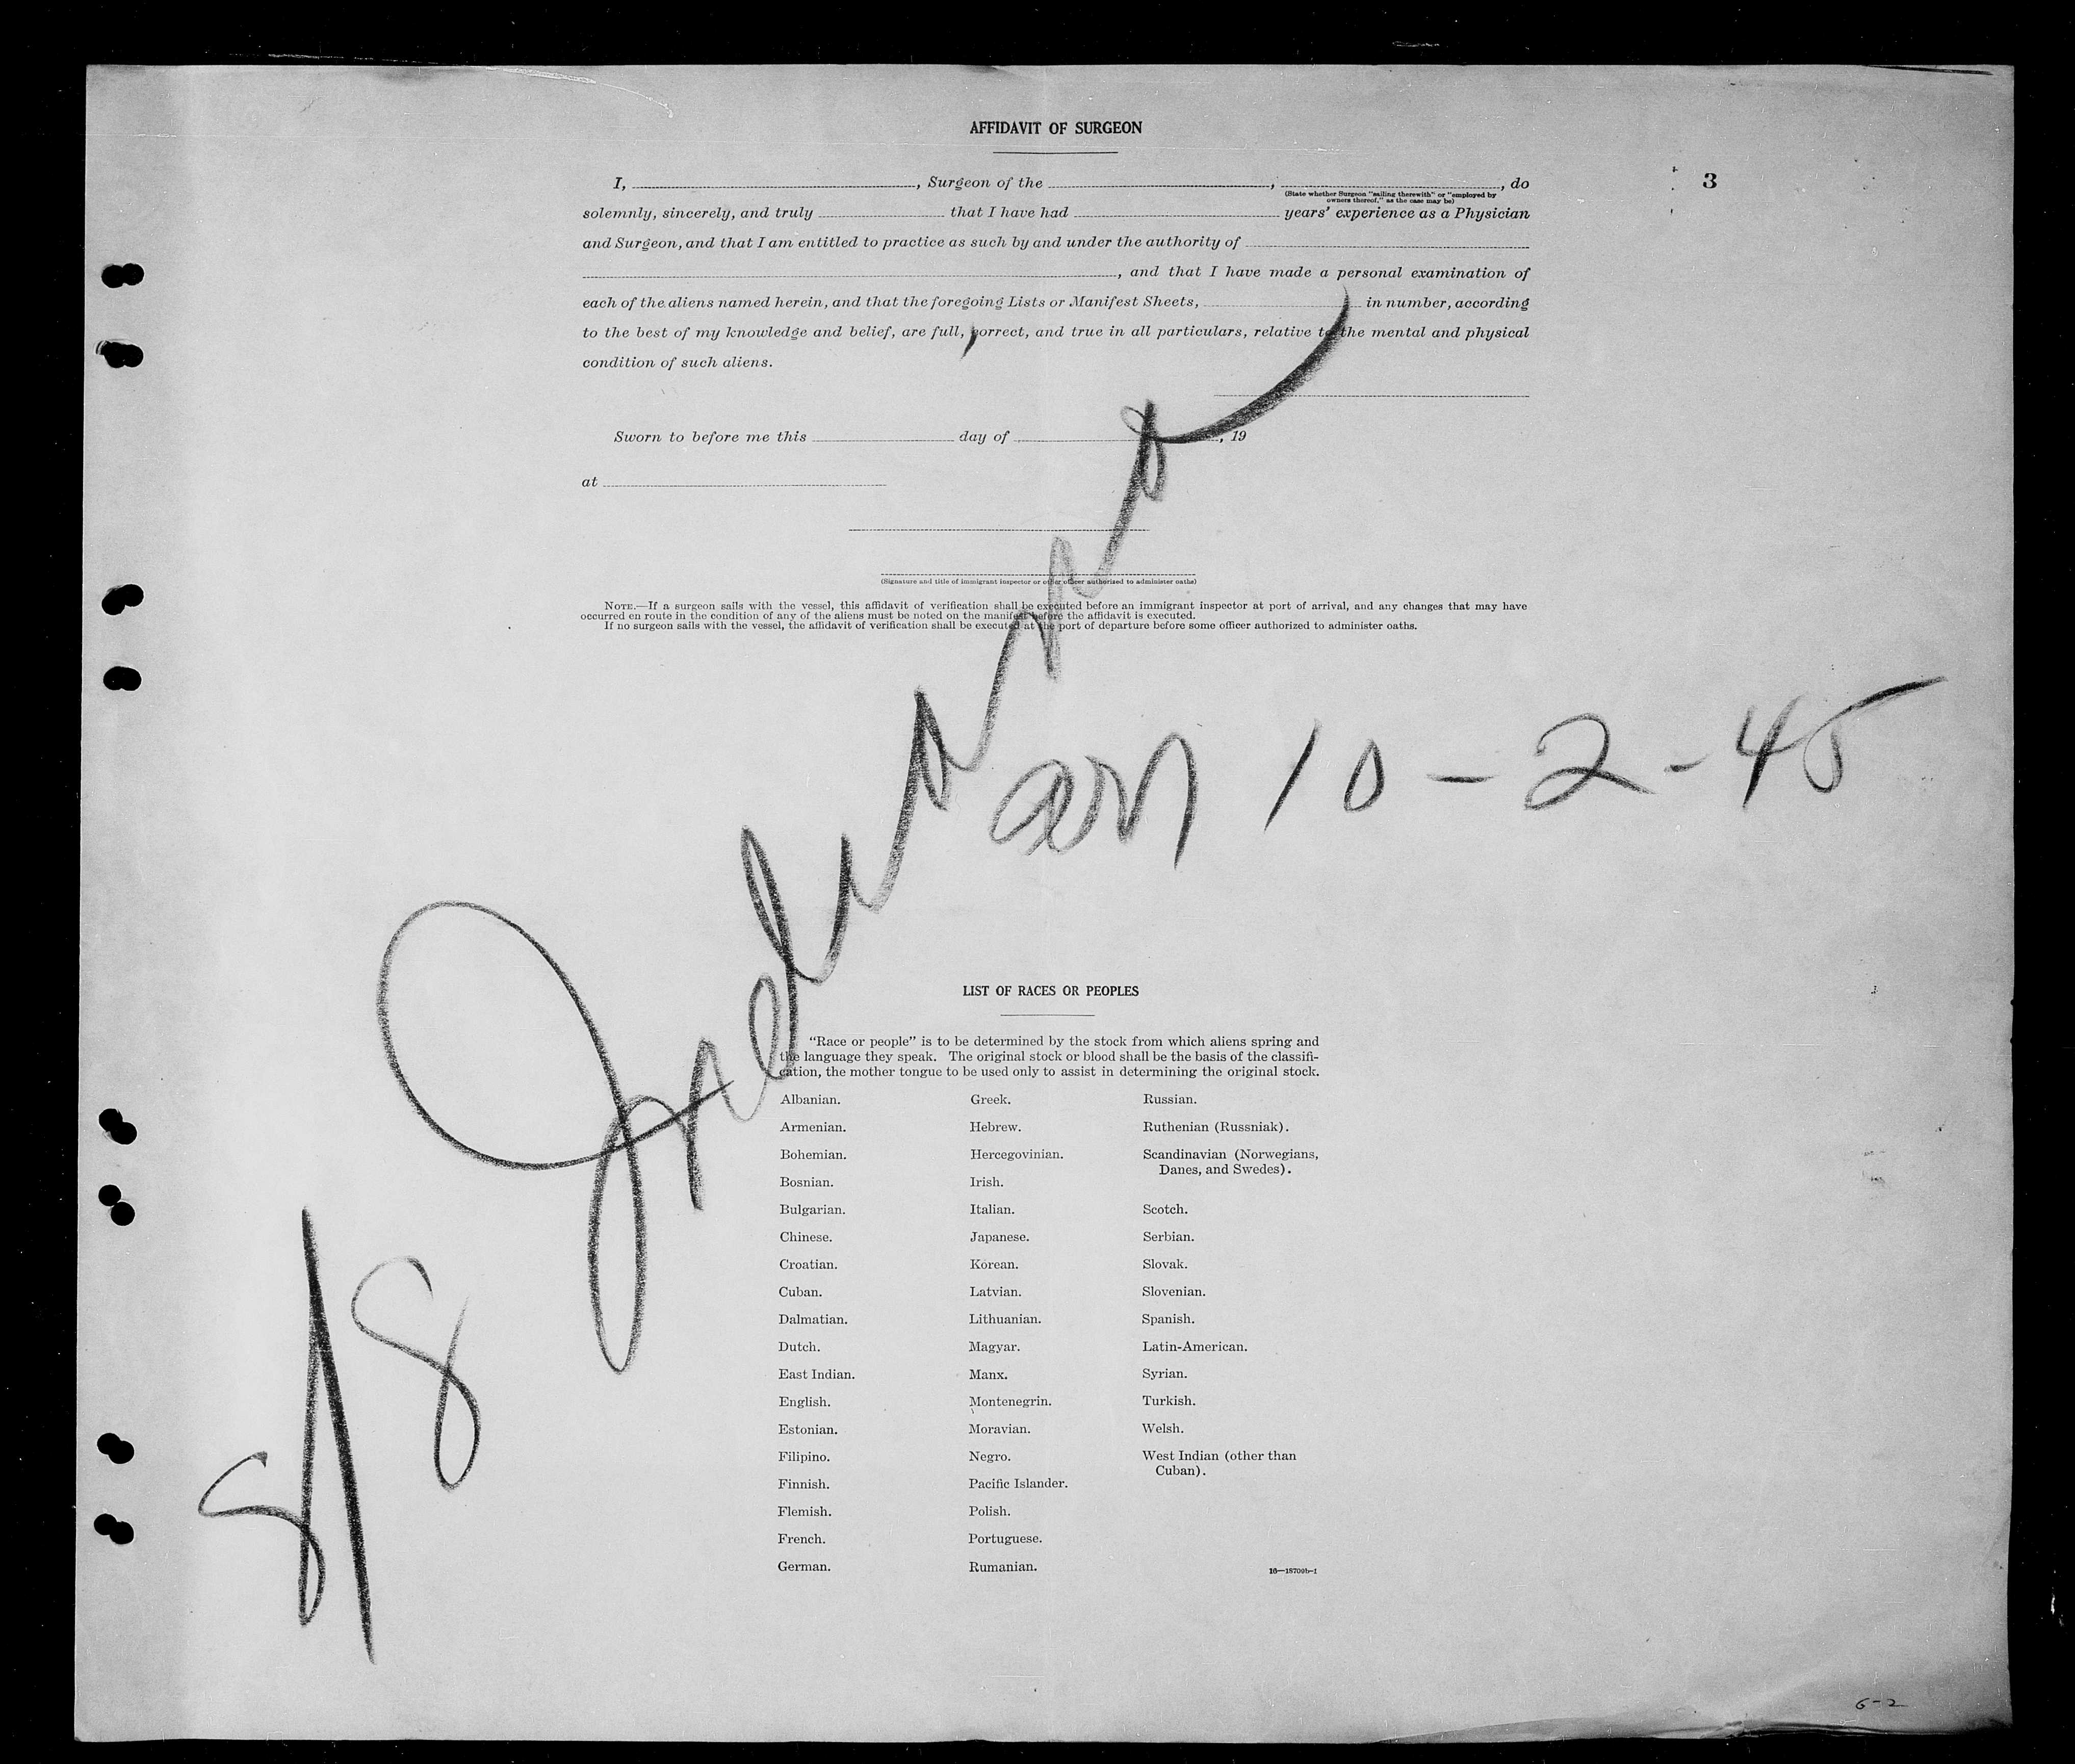 AFFIDAVIT OF SURGEON
3
I, , Surgeon of the , , do
(State whether Surgeon "sailing therewith" or "employed by
owners thereof," as the case may be)
solemnly, sincerely, and truly that I have had years' experience as a Physician
and Surgeon, and that I am entitled to practice as such by and under the authority of
, and that I have made a personal examination of
each of the aliens named herein, and that the foregoing Lists or Manifest Sheets, in number, according
to the best of my knowledge and belief, are full, correct, and true in all particulars, relative to the mental and physical
condition of such aliens.
Sworn to before me this day of , 19
at
(Signature and title of immigrant inspector or other officer authorized to administer oaths)
NOTE.—If a surgeon sails with the vessel, this affidavit of verification shall be executed before an immigrant inspector at port of arrival, and any changes that may have
occurred en route in the condition of any of the aliens must be noted on the manifest before the affidavit is executed.
If no surgeon sails with the vessel, the affidavit of verification shall be executed at the port of departure before some officer authorized to administer oaths.
S/S
arr 10-2-45
LIST OF RACES OR PEOPLES
"Race or people" is to be determined by the stock from which aliens spring and
the language they speak. The original stock or blood shall be the basis of the classifi-
cation, the mother tongue to be used only to assist in determining the original stock.
Albanian.
Armenian.
Bohemian.
Bosnian.
Bulgarian.
Chinese.
Croatian.
Cuban.
Dalmatian.
Dutch.
East Indian.
English.
Estonian.
Filipino.
Finnish.
Flemish.
French.
German.
Greek.
Hebrew.
Hercegovinian.
Irish.
Italian.
Japanese.
Korean.
Latvian.
Lithuanian.
Magyar.
Manx.
Montenegrin.
Moravian.
Negro.
Pacific Islander.
Polish.
Portuguese.
Rumanian.
Russian.
Ruthenian (Russniak).
Scandinavian (Norwegians,
Danes, and Swedes).
Scotch.
Serbian.
Slovak.
Slovenian.
Spanish.
Latin-American.
Syrian.
Turkish.
Welsh.
West Indian (other than
Cuban).
16—18709b-1
6-2